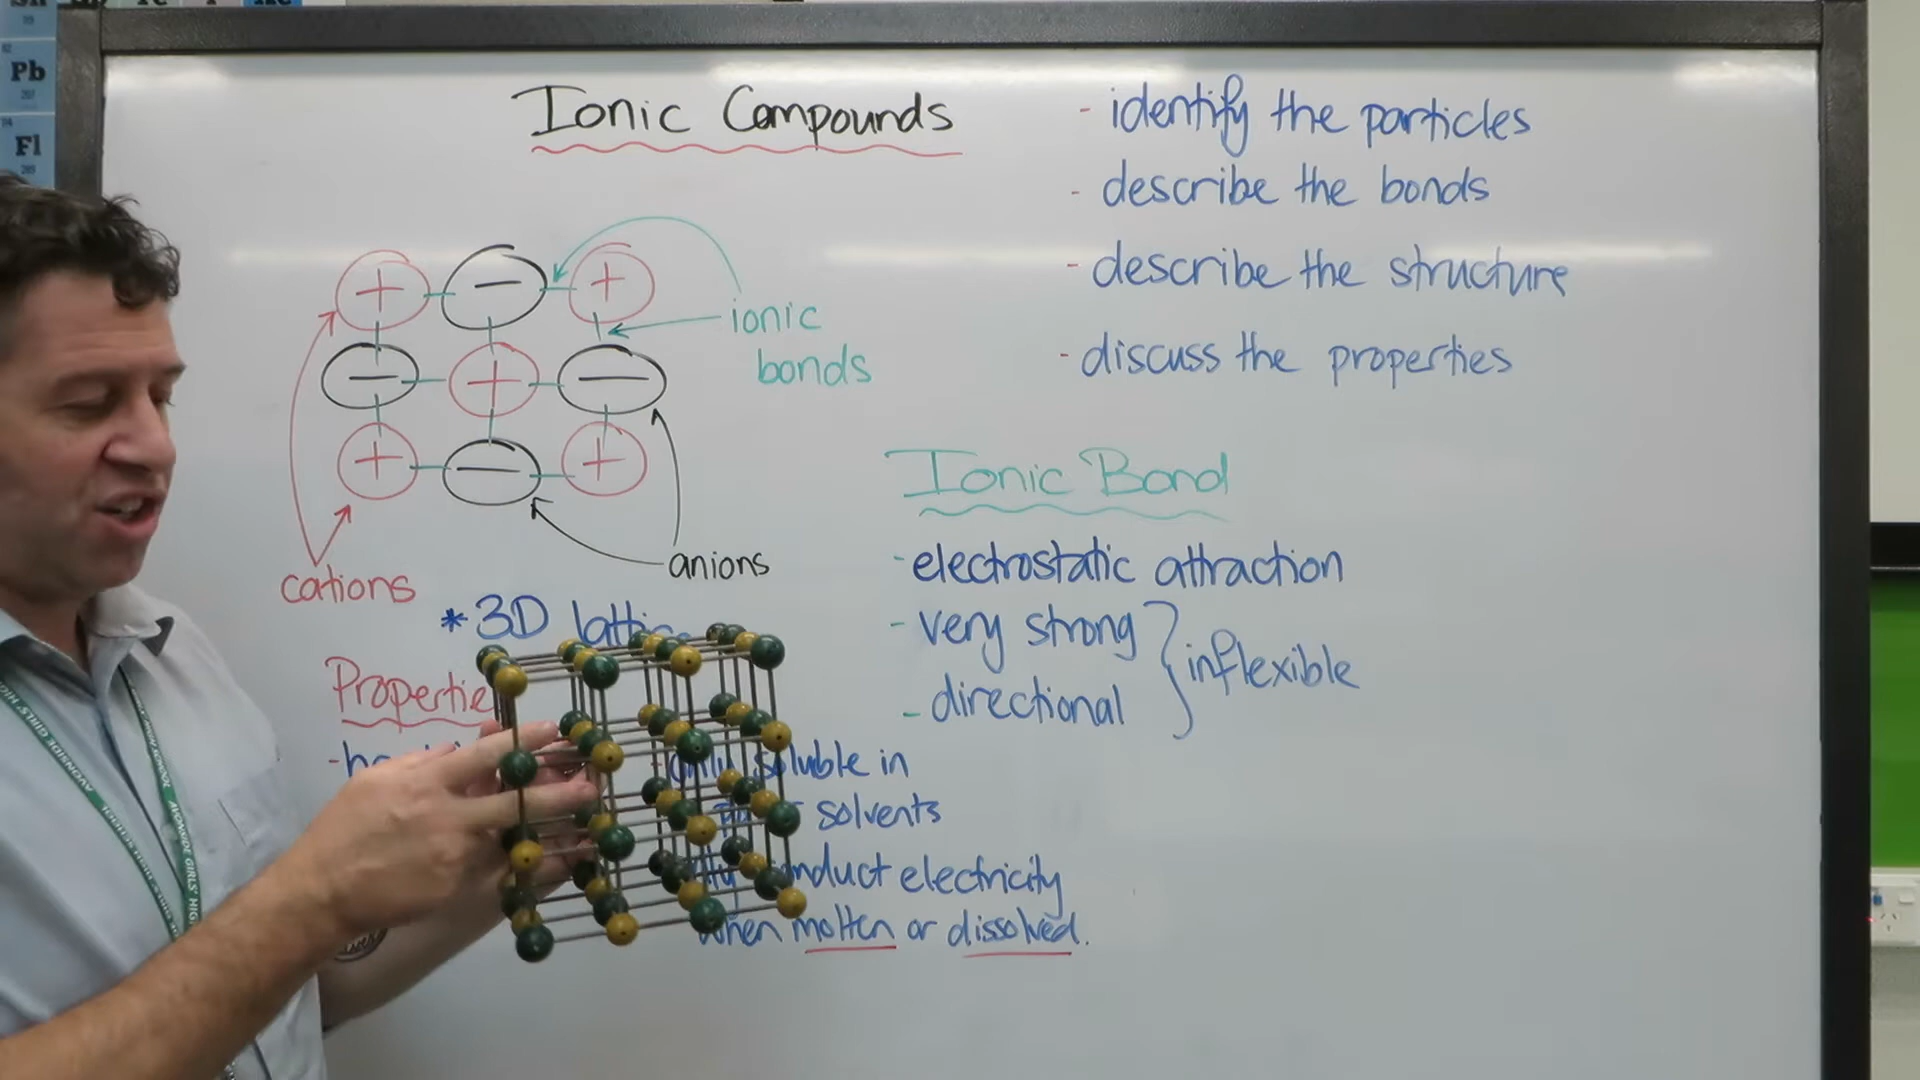 Pb
Fl
Ionic Compounds
- identify the particles
- describe the bonds
- describe the structure
- discuss the properties
+ − +
− + −
+ − +
ionic
bonds
cations
anions
* 3D
Ionic Bond
- electrostatic attraction
- very strong
- directional
inflexible
soluble in
solvents
conduct electricity
when molten or dissolved.